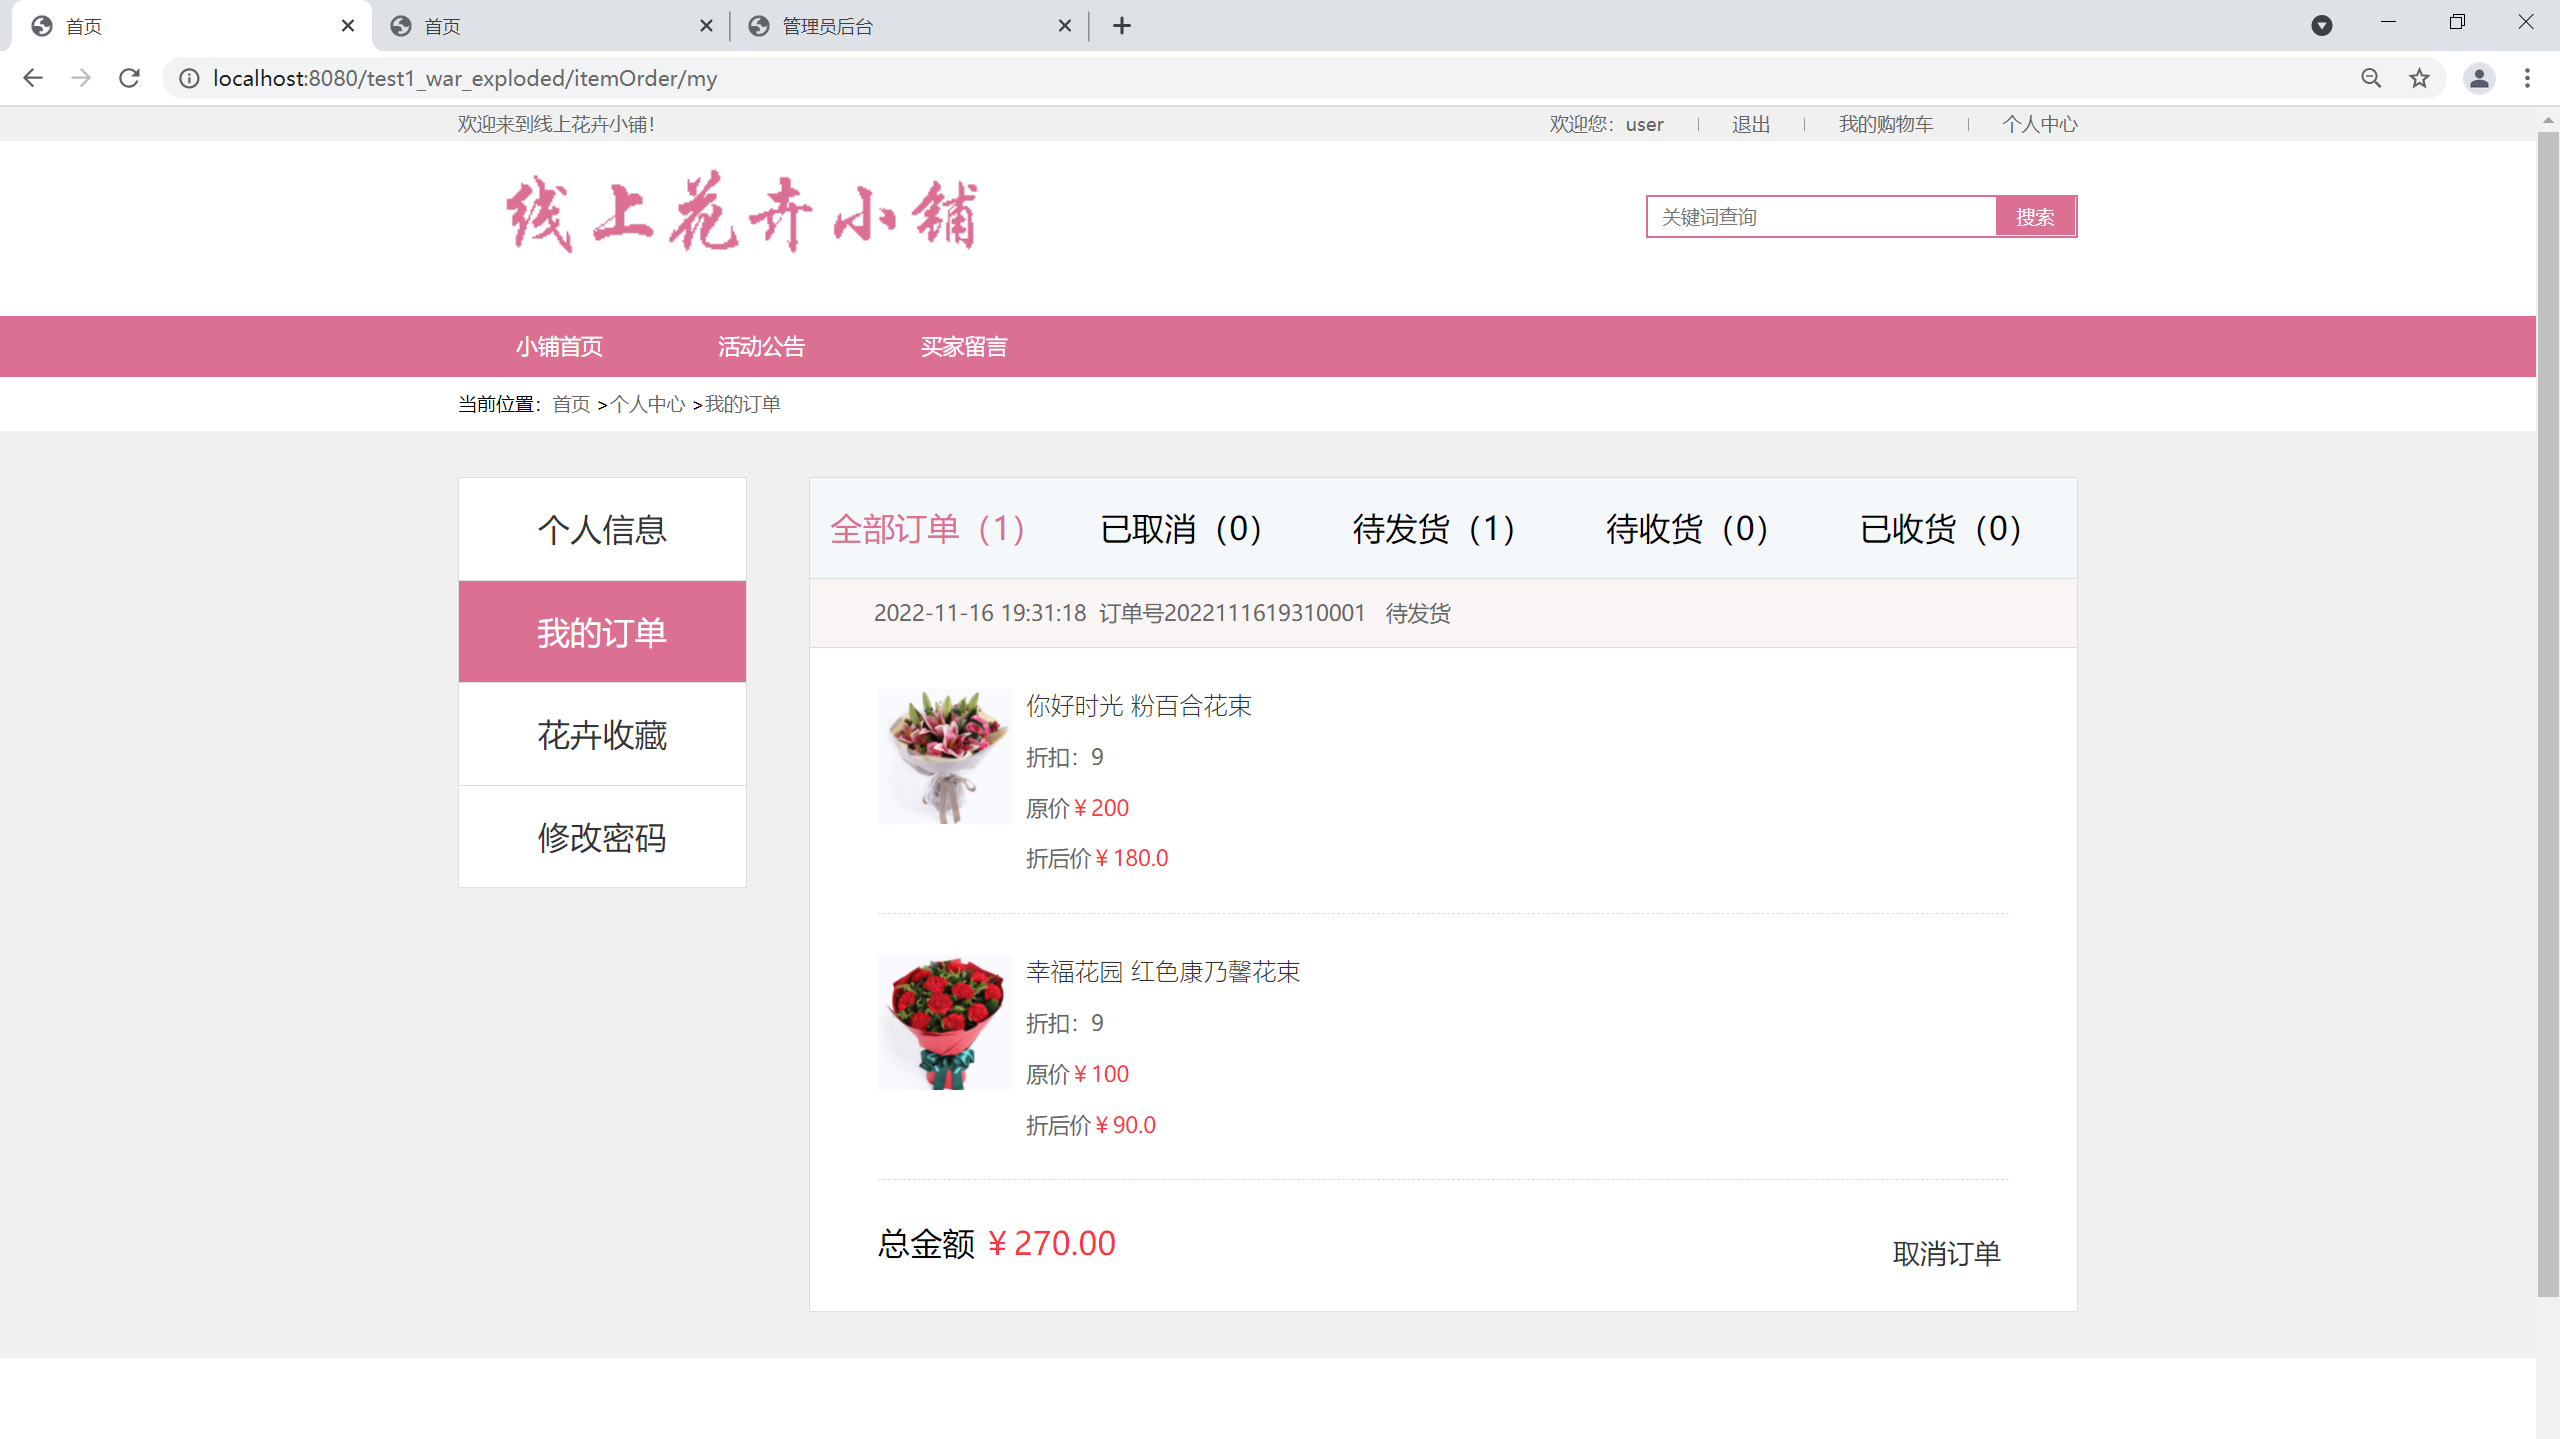 首页
首页
管理员后台
localhost:8080/test1_war_exploded/itemOrder/my
欢迎来到线上花卉小铺！
欢迎您：user
退出
我的购物车
个人中心
线上花卉小铺
关键词查询
搜索
小铺首页
活动公告
买家留言
当前位置：首页 >个人中心 >我的订单
个人信息
我的订单
花卉收藏
修改密码
全部订单（1）
已取消（0）
待发货（1）
待收货（0）
已收货（0）
2022-11-16 19:31:18 订单号2022111619310001 待发货
你好时光 粉百合花束
折扣：9
原价￥200
折后价￥180.0
幸福花园 红色康乃馨花束
折扣：9
原价￥100
折后价￥90.0
总金额 ￥270.00
取消订单